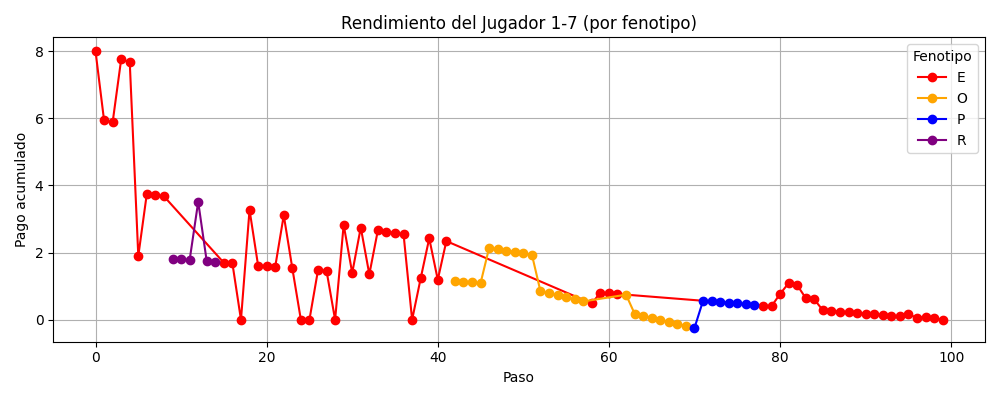 Rendimiento del Jugador 1-7 (por fenotipo)
Pago acumulado
8
6
4
2
0
0
20
40
60
80
100
Paso
Fenotipo
E
O
P
R